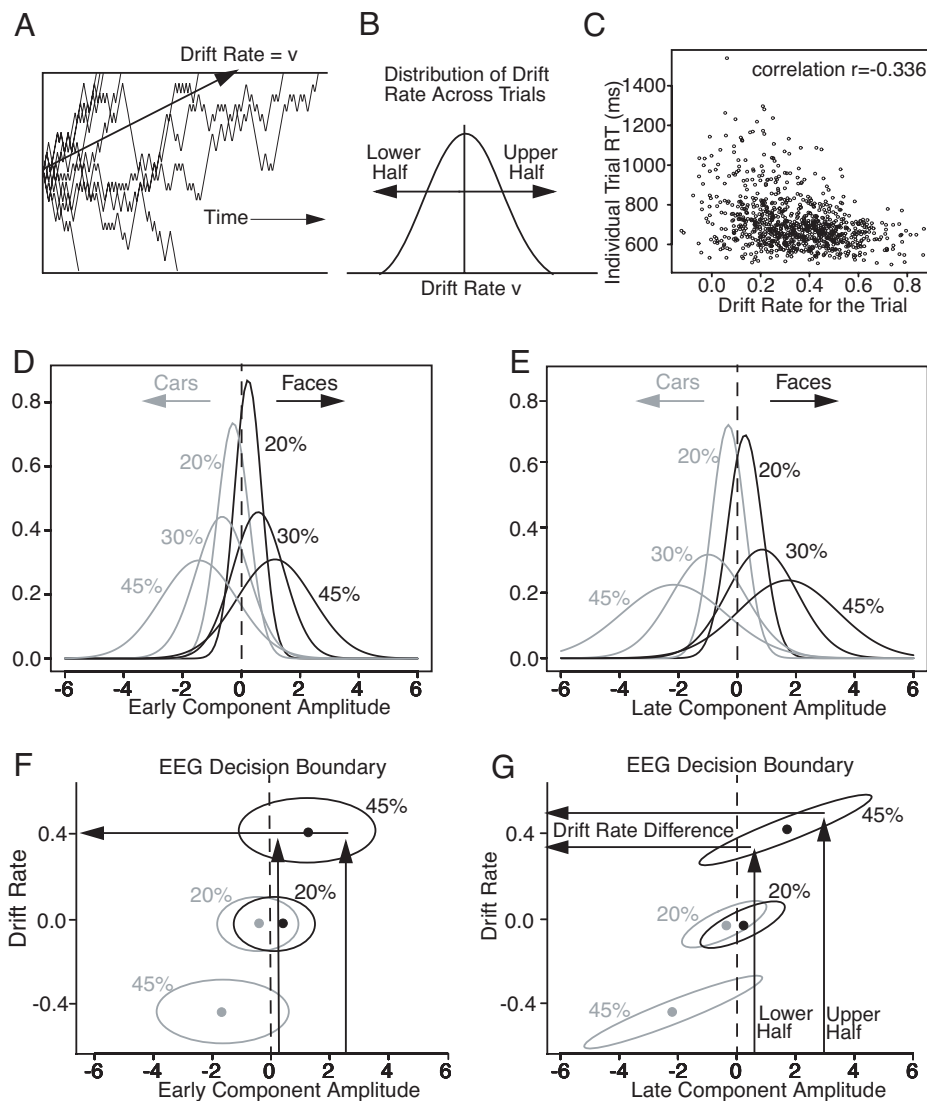 A
Drift Rate = v
Time
B
Distribution of Drift
Rate Across Trials
Lower
Half
Upper
Half
Drift Rate v
C
correlation r=-0.336
Individual Trial RT (ms)
1400
1200
1000
800
600
0.0 0.2 0.4 0.6 0.8
Drift Rate for the Trial
D
Cars
Faces
20%
20%
30%
30%
45%
45%
0.8
0.6
0.4
0.2
0.0
-6 -4 -2 0 2 4 6
Early Component Amplitude
E
Cars
Faces
20%
20%
30%
30%
45%
45%
0.8
0.6
0.4
0.2
0.0
-6 -4 -2 0 2 4 6
Late Component Amplitude
F
EEG Decision Boundary
45%
20%
20%
45%
Drift Rate
0.4
0.0
-0.4
-6 -4 -2 0 2 4 6
Early Component Amplitude
G
EEG Decision Boundary
45%
Drift Rate Difference
20%
20%
45%
Lower
Half
Upper
Half
Drift Rate
0.4
0.0
-0.4
-6 -4 -2 0 2 4 6
Late Component Amplitude